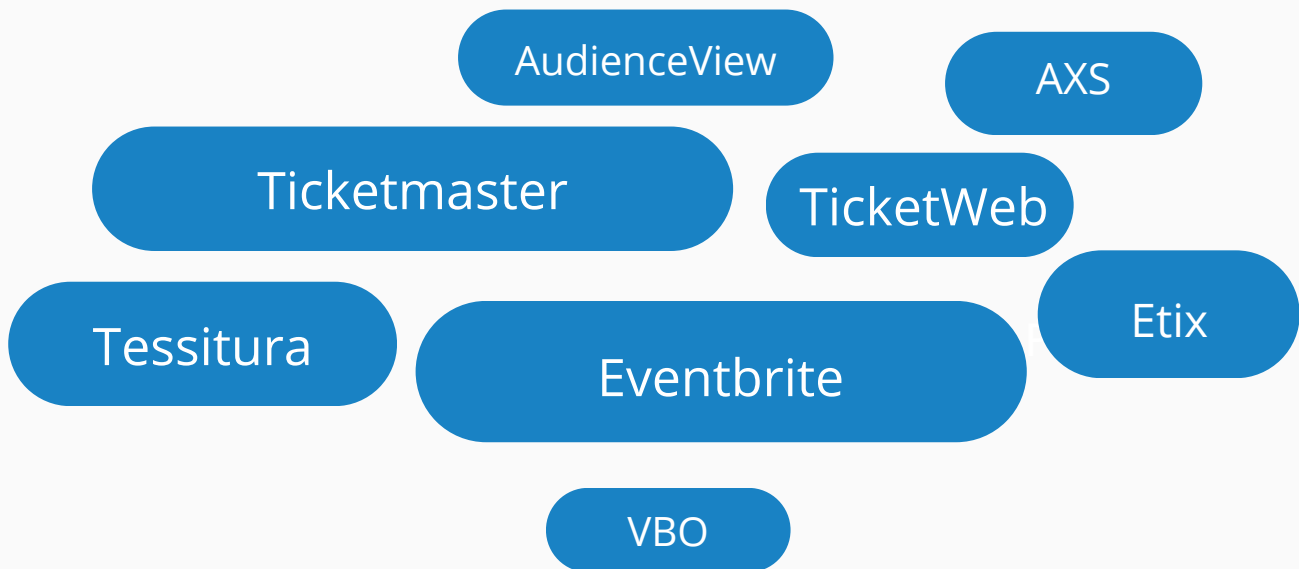 AudienceView
AXS
Ticketmaster
TicketWeb
Tessitura
Eventbrite
Etix
VBO